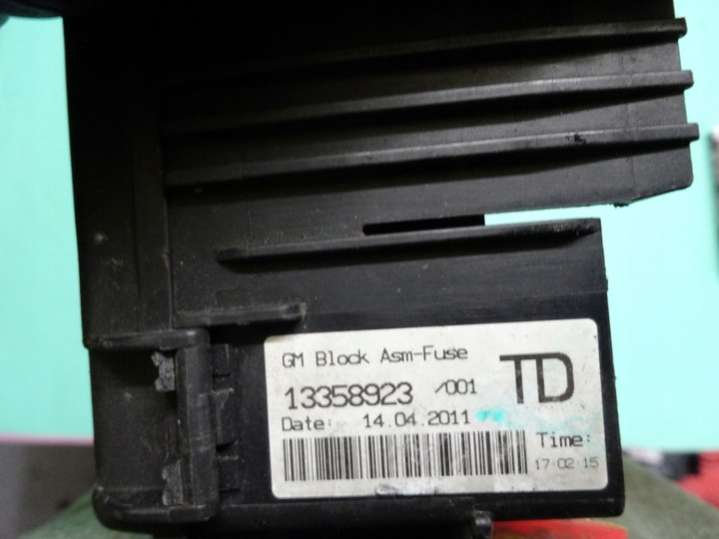 GM Block Asm-Fuse
13358923 /001 TD
Date: 14.04.2011
Time:
17 02 15